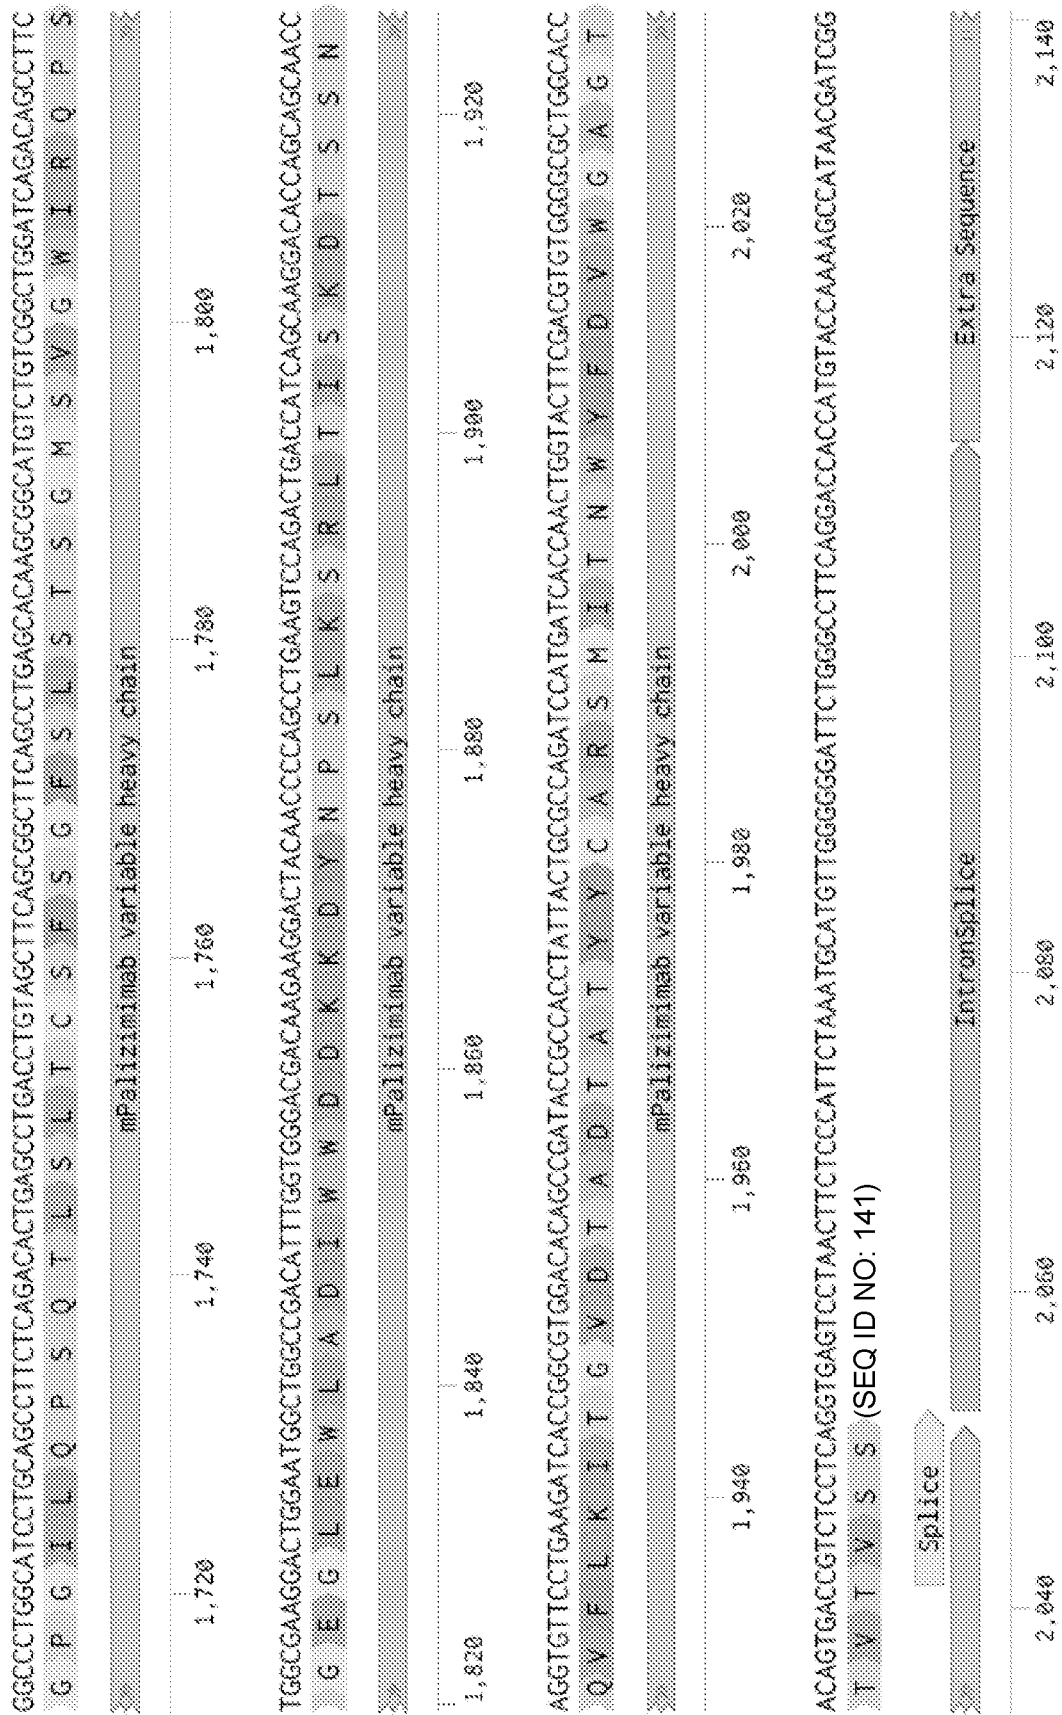 GGCCCTGGCATCCTGCAGCCTTCTCAGACACTGAGCCTGACCTGTAGCTTCAGCGGCTTCAGCCTGAGCACAAGCGGCATGTCTGTCGGCTGGATCAGACAGCCTTC
G P G I L Q P S Q T L S L T C S F S G F S L S T S G M S V G W I R Q P S
mPalizimimab variable heavy chain
1,720 1,740 1,760 1,780 1,800
TGGCGAAGGACTGGAATGGCTGGCCGACATTTGGTGGGACGACAAGAAGGACTACAACCCCAGCCTGAAGTCCAGACTGACCATCAGCAAGGACACCAGCAGCAACC
G E G L E W L A D I W W D D K K D Y N P S L K S R L T I S K D T S S N
mPalizimimab variable heavy chain
1,820 1,840 1,860 1,880 1,900 1,920
AGGTGTTCCTGAAGATCACCGGCGTGGACACAGCCGATACCGCCACCTATTACTGCGCCAGATCCATGATCACCAACTGGTACTTCGACGTGTGGGGCGCTGGCACC
Q V F L K I T G V D T A D T A T Y Y C A R S M I T N W Y F D V W G A G T
mPalizimimab variable heavy chain
1,940 1,960 1,980 2,000 2,020
ACAGTGACCGTCTCCTCAGGTGAGTCCTAACTTCTCCCATTCTAAATGCATGTTGGGGGGATTCTGGGCCTTCAGGACCACCATGTACCAAAAGCCATAACGATCGG
T V T V S S (SEQ ID NO: 141)
Splice
IntronSplice Extra Sequence
2,040 2,060 2,080 2,100 2,120 2,140